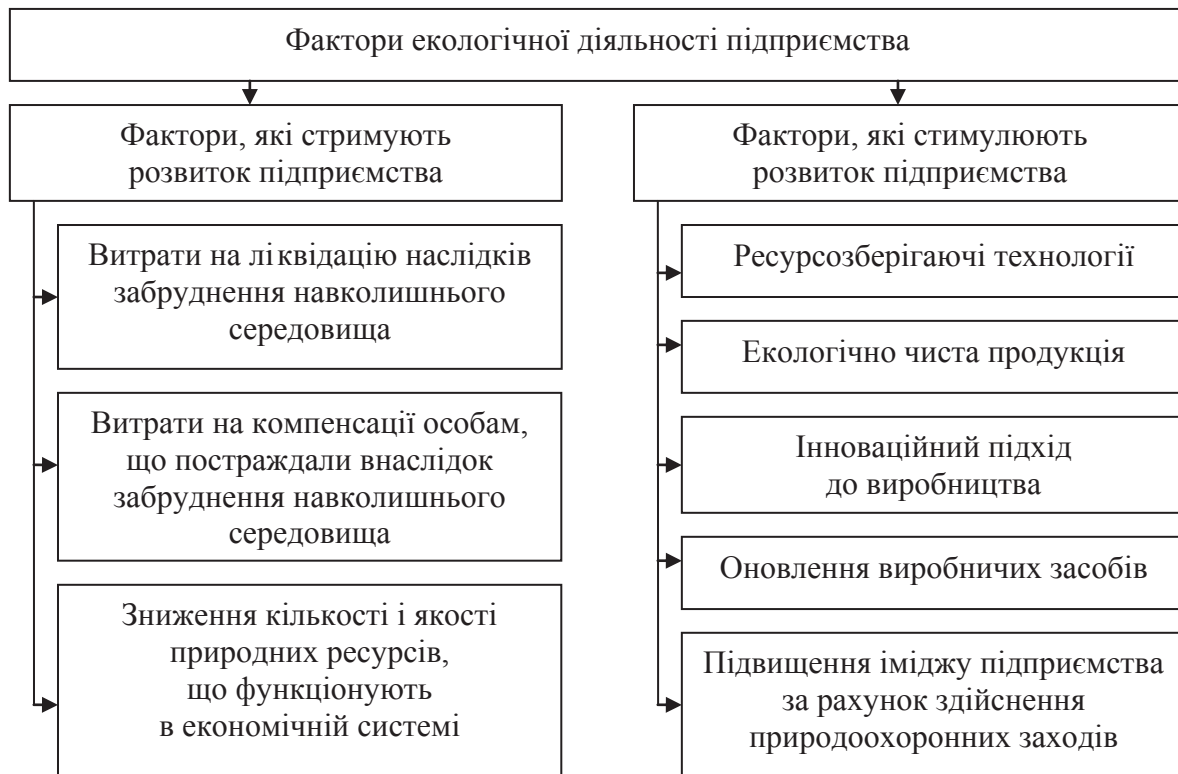 Фактори екологічної діяльності підприємства
Фактори, які стримують
розвиток підприємства
Витрати на ліквідацію наслідків
забруднення навколишнього
середовища
Витрати на компенсації особам,
що постраждали внаслідок
забруднення навколишнього
середовища
Зниження кількості і якості
природних ресурсів,
що функціонують
в економічній системі
Фактори, які стимулюють
розвиток підприємства
Ресурсозберігаючі технології
Екологічно чиста продукція
Інноваційний підхід
до виробництва
Оновлення виробничих засобів
Підвищення іміджу підприємства
за рахунок здійснення
природоохоронних заходів